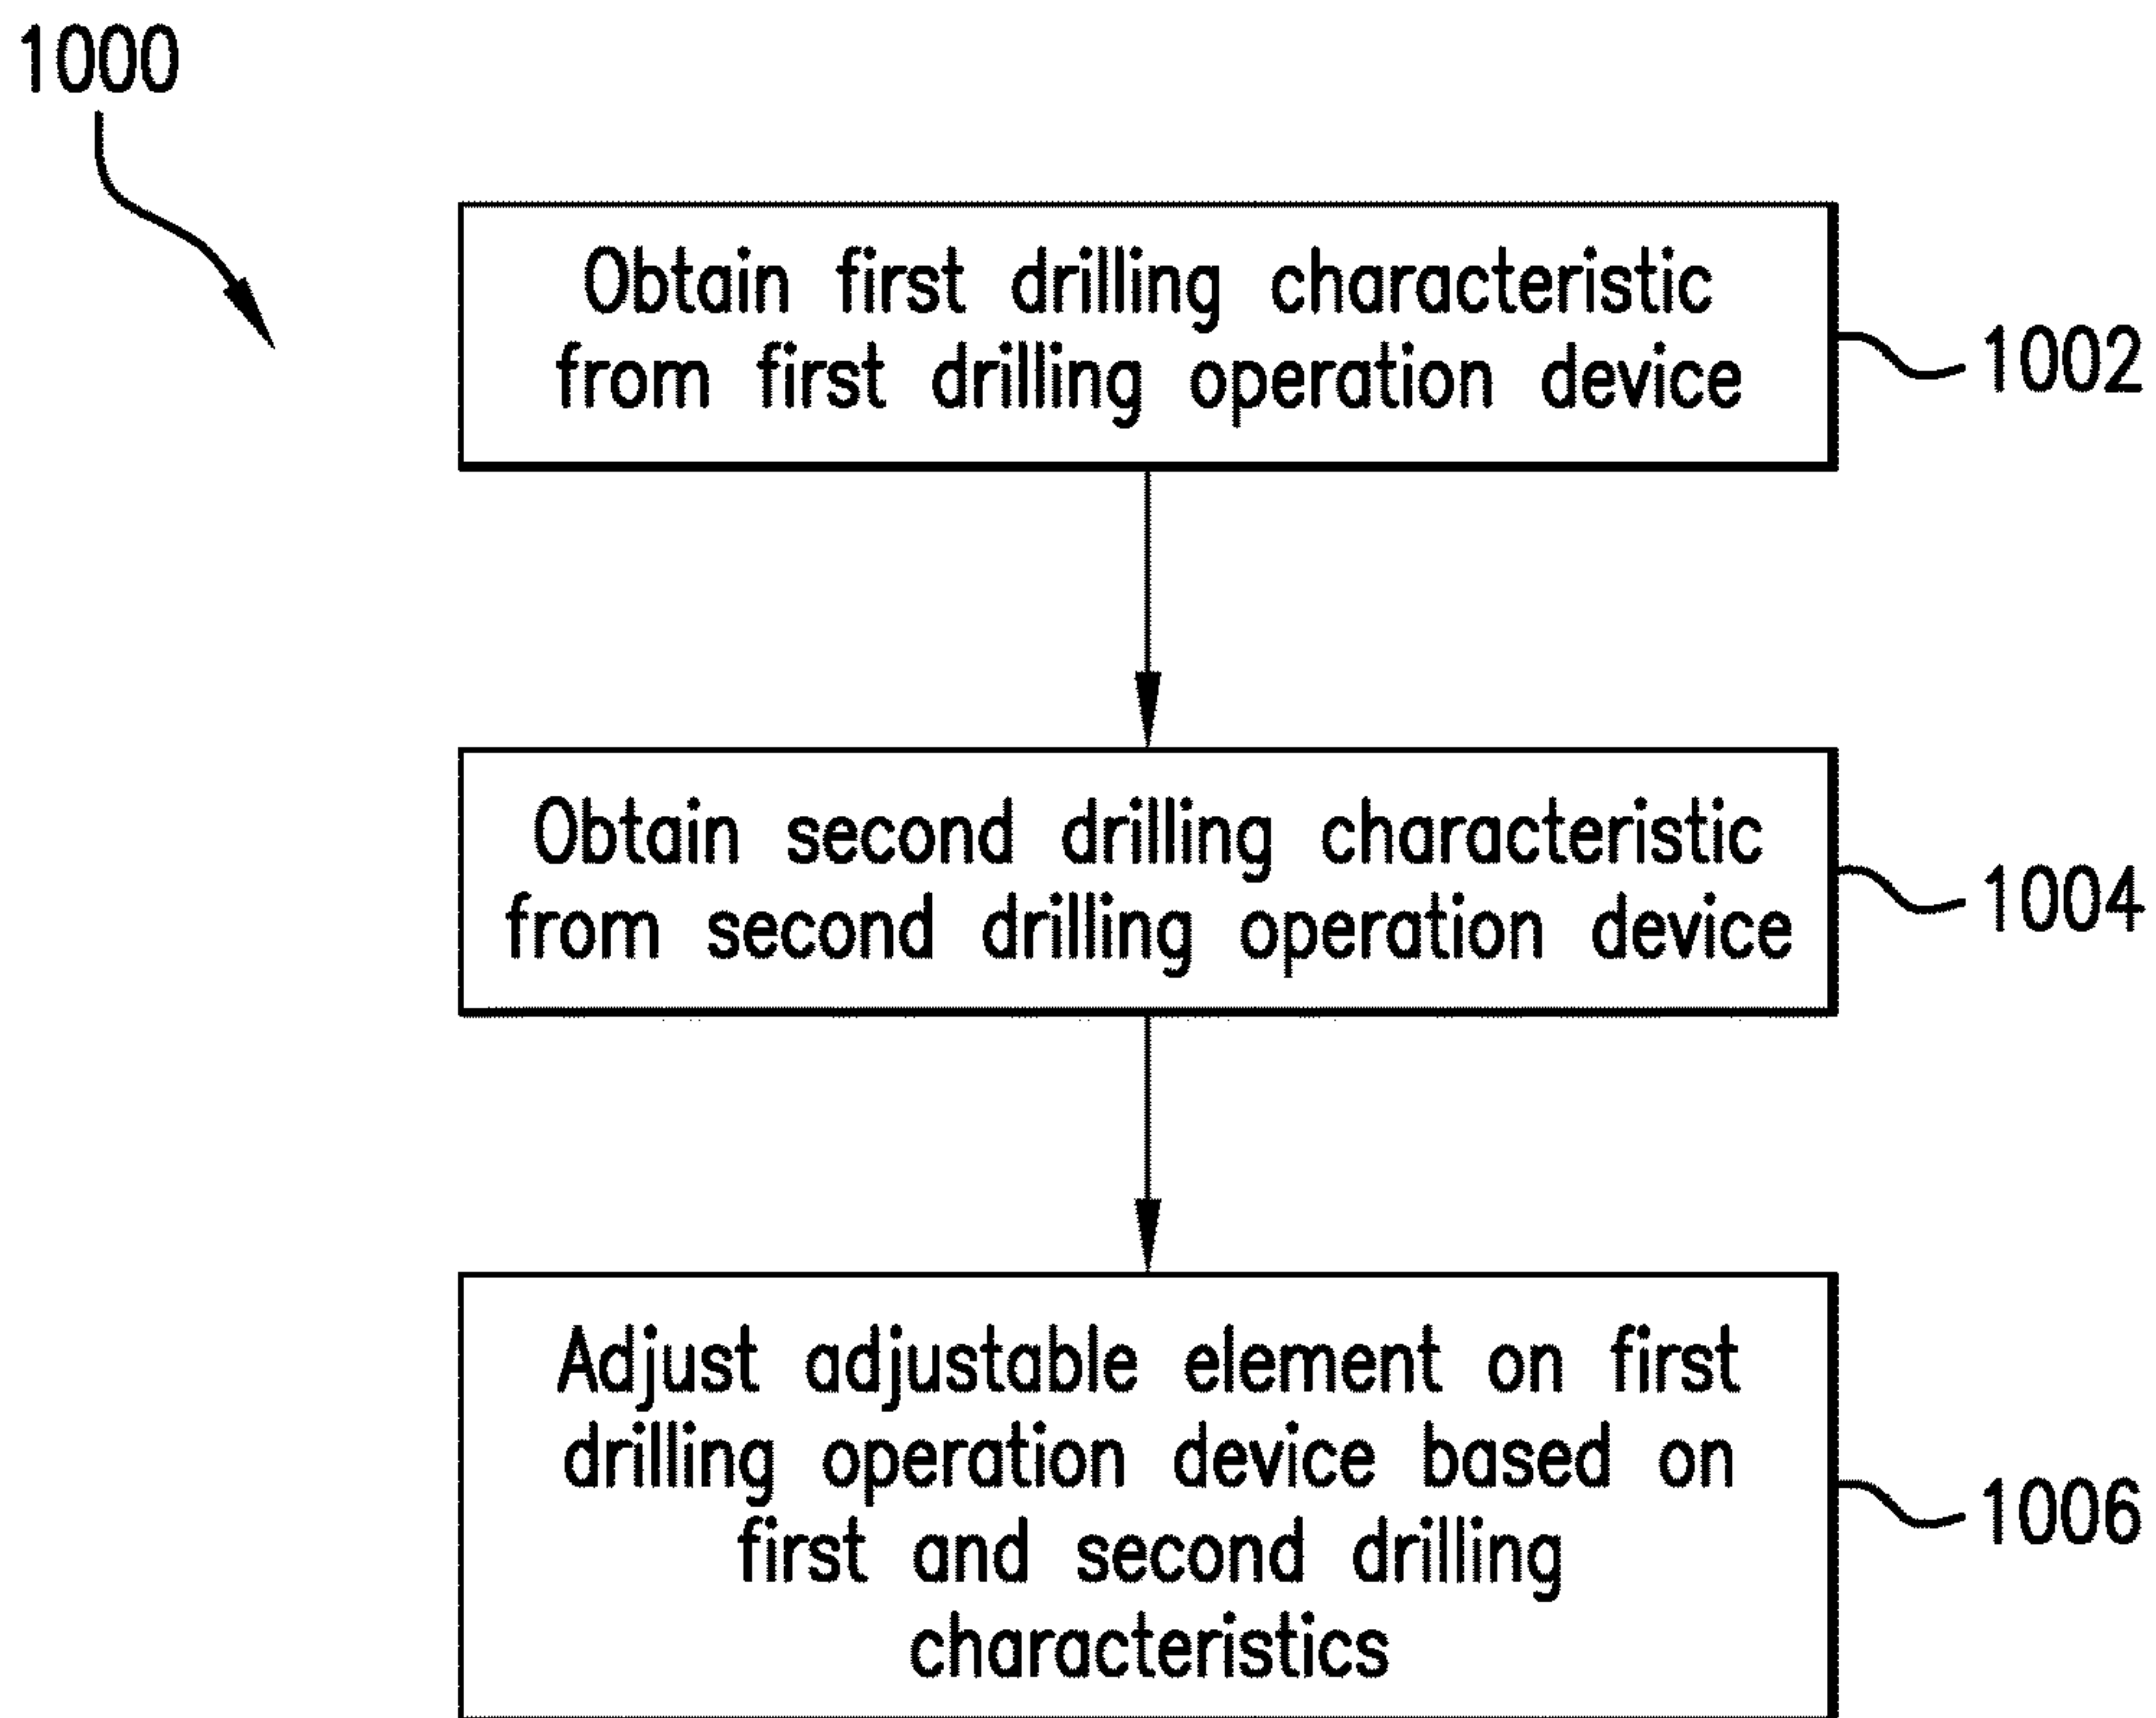 1000
Obtain first drilling characteristic
from first drilling operation device
1002
Obtain second drilling characteristic
from second drilling operation device
1004
Adjust adjustable element on first
drilling operation device based on
first and second drilling
characteristics
1006